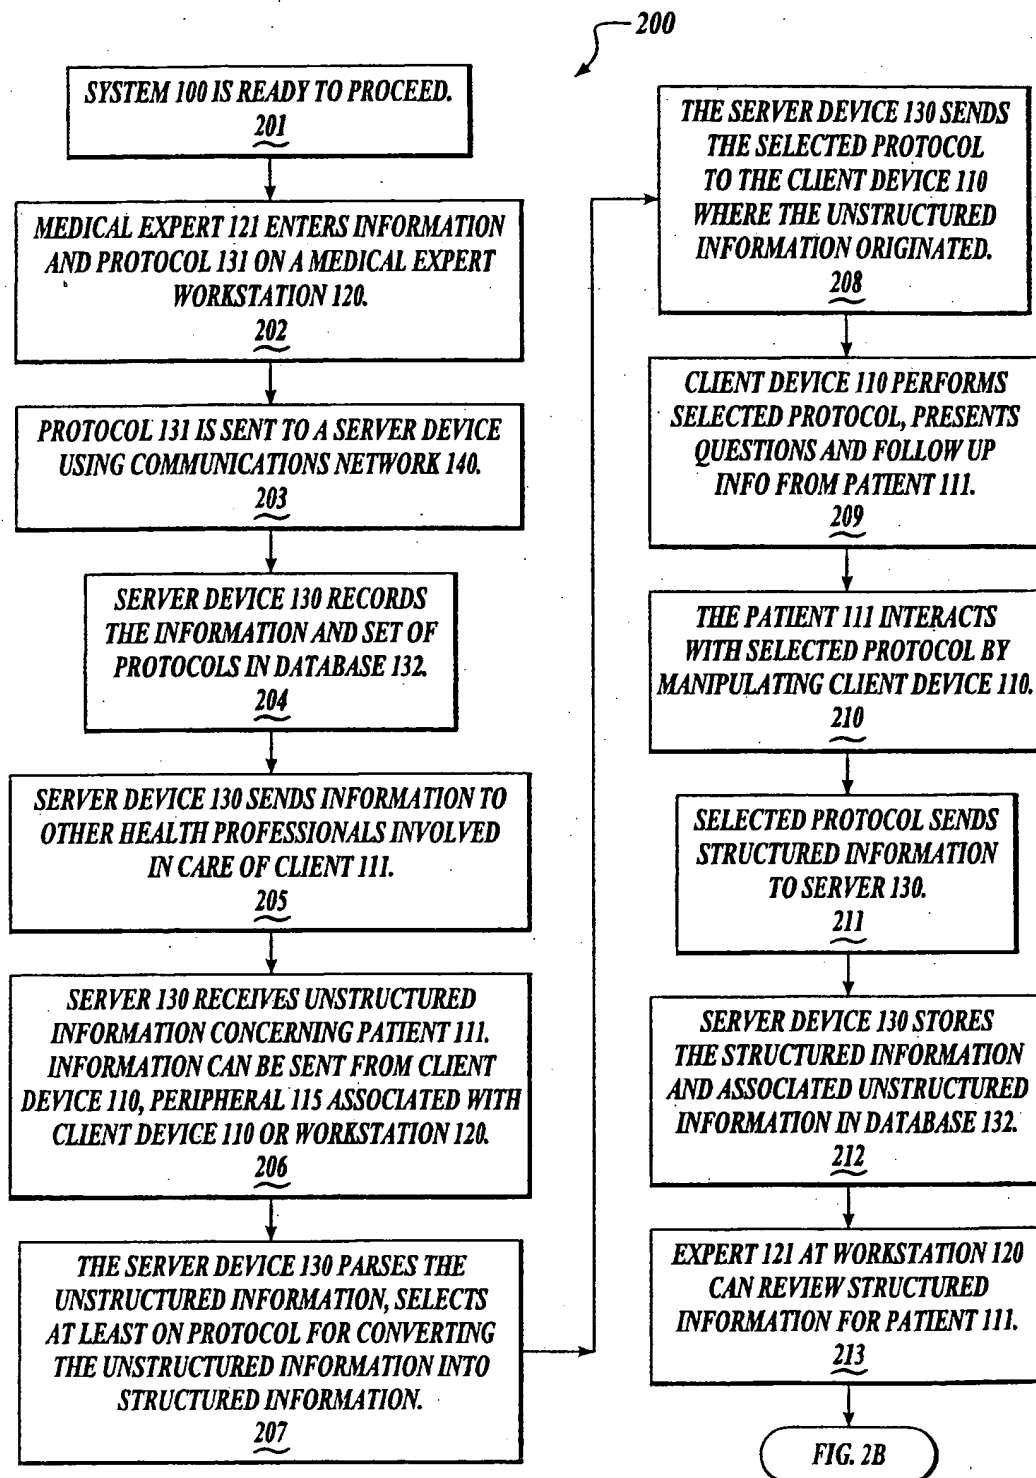 200
SYSTEM 100 IS READY TO PROCEED.
201
MEDICAL EXPERT 121 ENTERS INFORMATION
AND PROTOCOL 131 ON A MEDICAL EXPERT
WORKSTATION 120.
202
PROTOCOL 131 IS SENT TO A SERVER DEVICE
USING COMMUNICATIONS NETWORK 140.
203
SERVER DEVICE 130 RECORDS
THE INFORMATION AND SET OF
PROTOCOLS IN DATABASE 132.
204
SERVER DEVICE 130 SENDS INFORMATION TO
OTHER HEALTH PROFESSIONALS INVOLVED
IN CARE OF CLIENT 111.
205
SERVER 130 RECEIVES UNSTRUCTURED
INFORMATION CONCERNING PATIENT 111.
INFORMATION CAN BE SENT FROM CLIENT
DEVICE 110, PERIPHERAL 115 ASSOCIATED WITH
CLIENT DEVICE 110 OR WORKSTATION 120.
206
THE SERVER DEVICE 130 PARSES THE
UNSTRUCTURED INFORMATION, SELECTS
AT LEAST ON PROTOCOL FOR CONVERTING
THE UNSTRUCTURED INFORMATION INTO
STRUCTURED INFORMATION.
207
THE SERVER DEVICE 130 SENDS
THE SELECTED PROTOCOL
TO THE CLIENT DEVICE 110
WHERE THE UNSTRUCTURED
INFORMATION ORIGINATED.
208
CLIENT DEVICE 110 PERFORMS
SELECTED PROTOCOL, PRESENTS
QUESTIONS AND FOLLOW UP
INFO FROM PATIENT 111.
209
THE PATIENT 111 INTERACTS
WITH SELECTED PROTOCOL BY
MANIPULATING CLIENT DEVICE 110.
210
SELECTED PROTOCOL SENDS
STRUCTURED INFORMATION
TO SERVER 130.
211
SERVER DEVICE 130 STORES
THE STRUCTURED INFORMATION
AND ASSOCIATED UNSTRUCTURED
INFORMATION IN DATABASE 132.
212
EXPERT 121 AT WORKSTATION 120
CAN REVIEW STRUCTURED
INFORMATION FOR PATIENT 111.
213
FIG. 2B